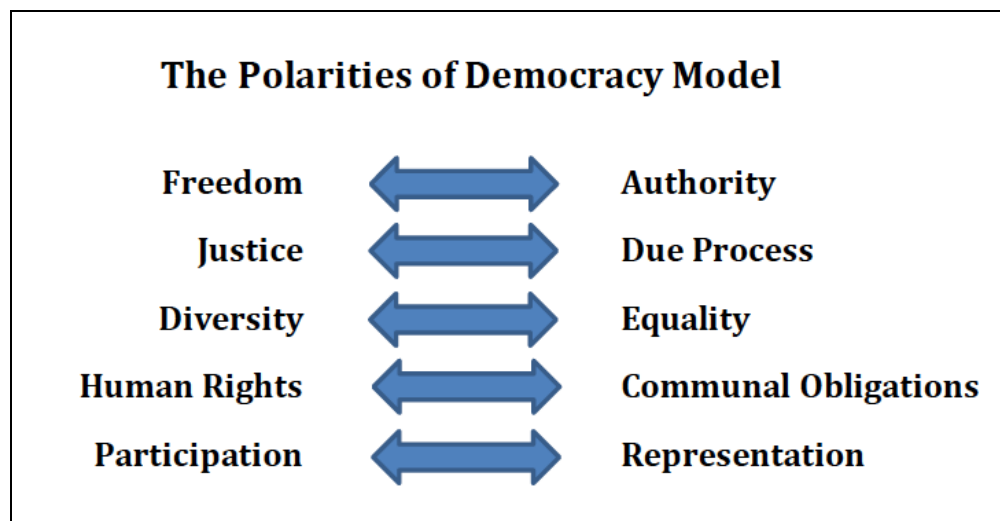 The Polarities of Democracy Model
Freedom Authority
Justice Due Process
Diversity Equality
Human Rights Communal Obligations
Participation Representation